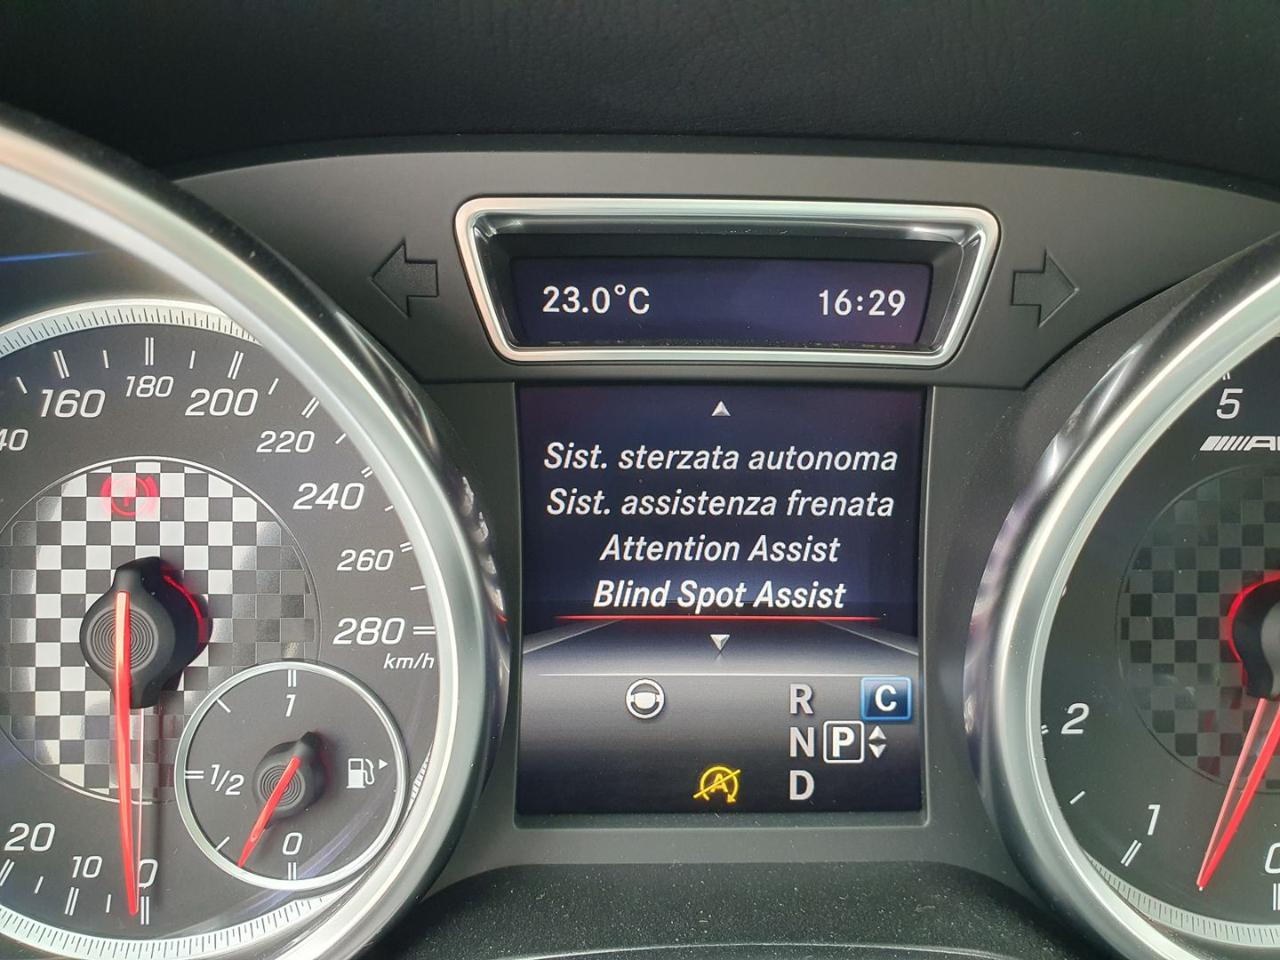 23.0°C 16:29
Sist. sterzata autonoma
Sist. assistenza frenata
Attention Assist
Blind Spot Assist
R C
N P
A D
160 180 200 220 240 260 280
km/h
20 10 0
1 1/2 0
5
2
1